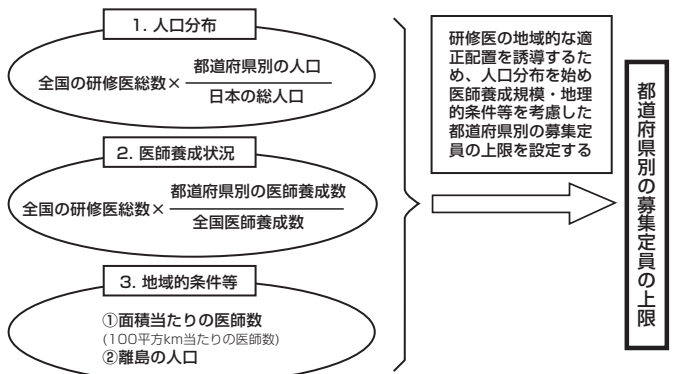 1. 人口分布
全国の研修医総数×
都道府県別の人口
日本の総人口
2. 医師養成状況
全国の研修医総数×
都道府県別の医師養成数
全国医師養成数
3. 地域的条件等
①面積当たりの医師数
(100平方km当たりの医師数)
②離島の人口
研修医の地域的な適
正配置を誘導するた
め、人口分布を始め
医師養成規模・地理
的条件等を考慮した
都道府県別の募集定
員の上限を設定する
都道府県別の募集定員の上限